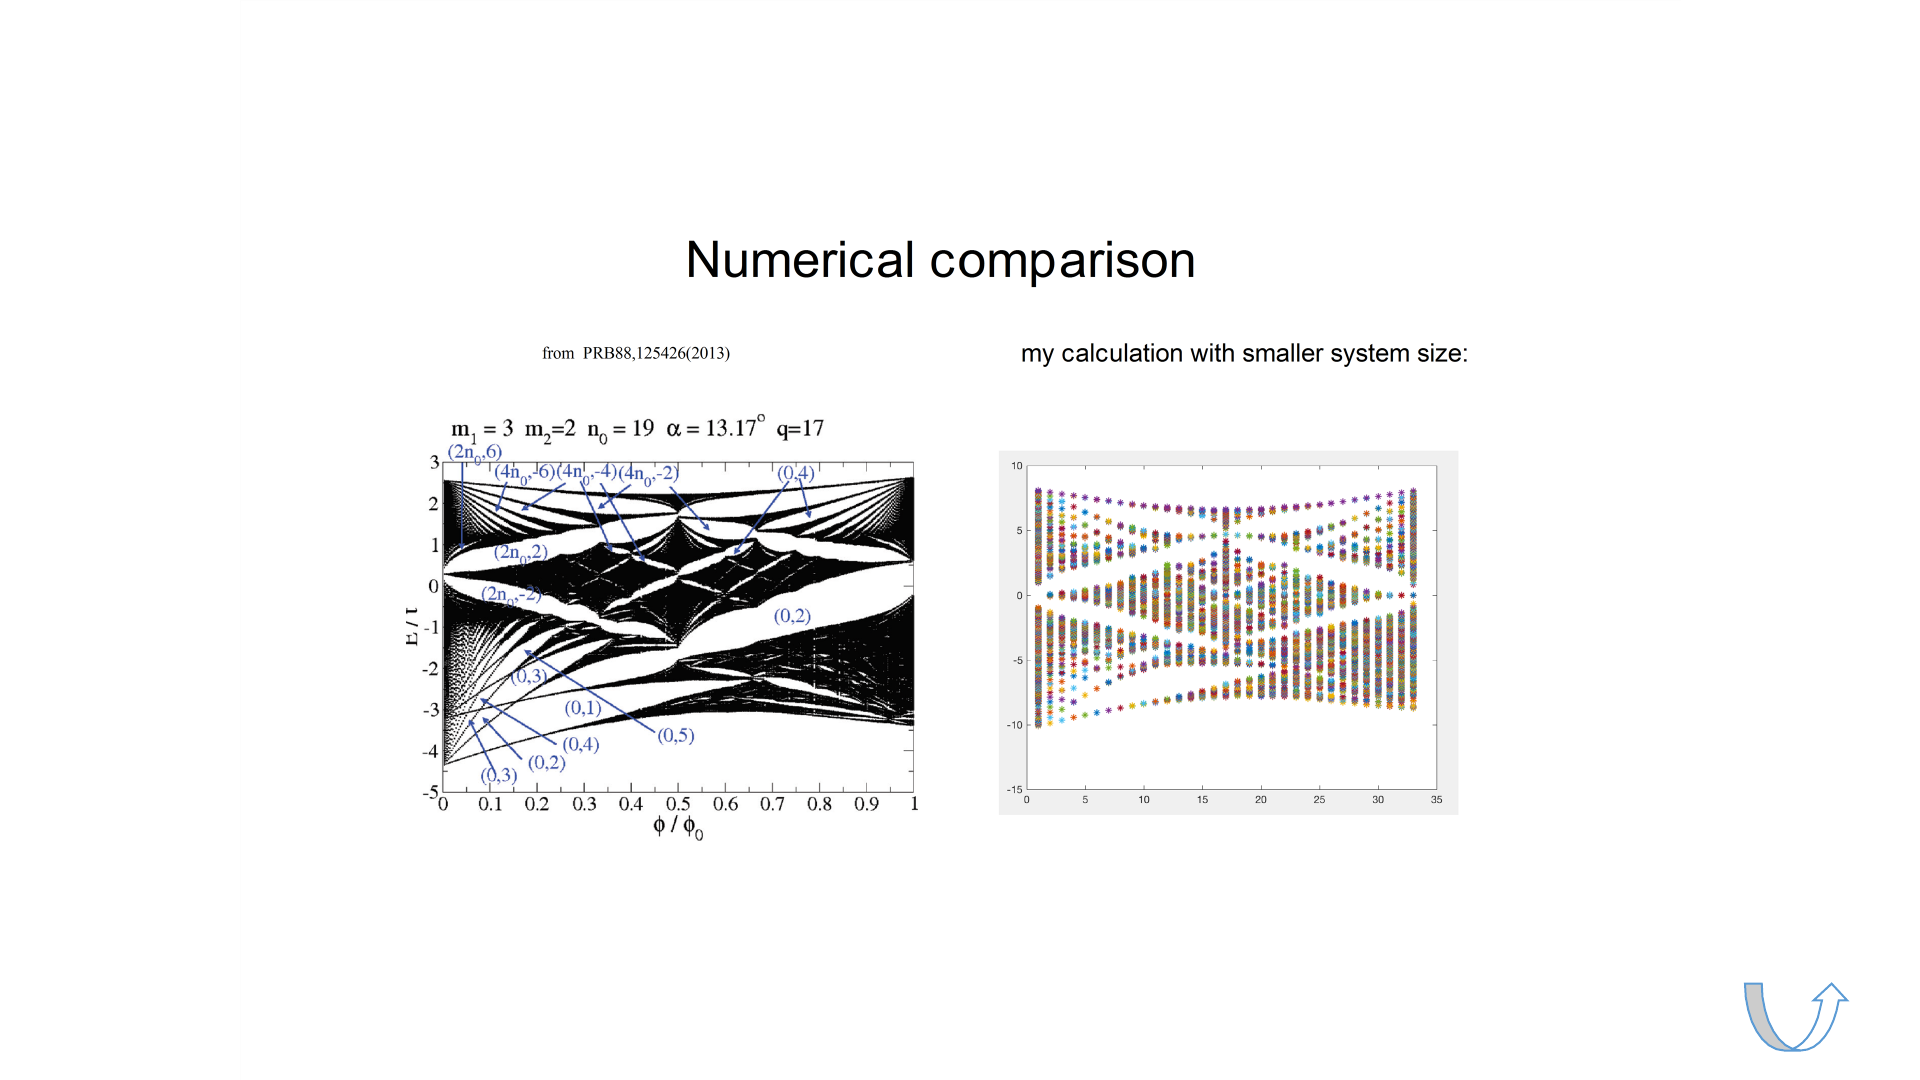 Numerical comparison
from PRB88,125426(2013)
my calculation with smaller system size:
m₁ = 3 m₂=2 n₀ = 19 α = 13.17° q=17
(2n₀,6)
(4n₀,-6)(4n₀,-4)(4n₀,-2)
(0,4)
(2n₀,2)
(2n₀,-2)
(0,2)
(0,3)
(0,1)
(0,5)
(0,4)
(0,2)
(0,3)
3
2
1
0
-1
-2
-3
-4
-5
E / t
0 0.1 0.2 0.3 0.4 0.5 0.6 0.7 0.8 0.9 1
ϕ / ϕ₀
10
5
0
-5
-10
-15
0 5 10 15 20 25 30 35